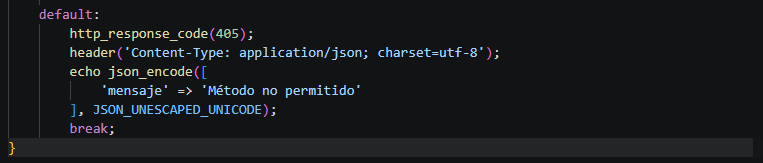 default:
http_response_code(405);
header('Content-Type: application/json; charset=utf-8');
echo json_encode([
'mensaje' => 'Método no permitido'
], JSON_UNESCAPED_UNICODE);
break;
}